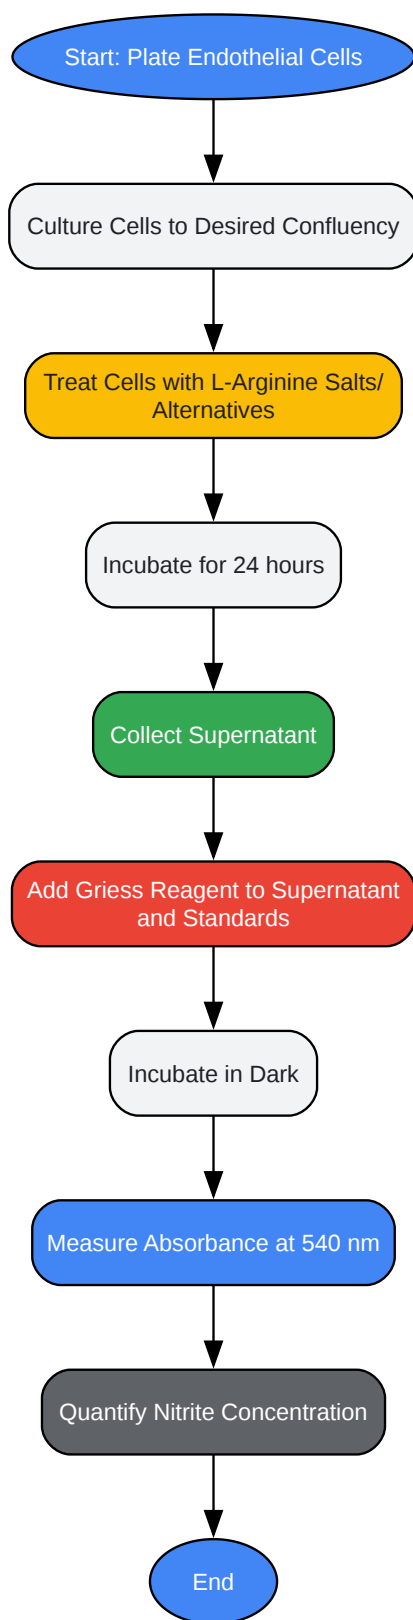 Start: Plate Endothelial Cells
Culture Cells to Desired Confluency
Treat Cells with L-Arginine Salts/
Alternatives
Incubate for 24 hours
Collect Supernatant
Add Griess Reagent to Supernatant
and Standards
Incubate in Dark
Measure Absorbance at 540 nm
Quantify Nitrite Concentration
End